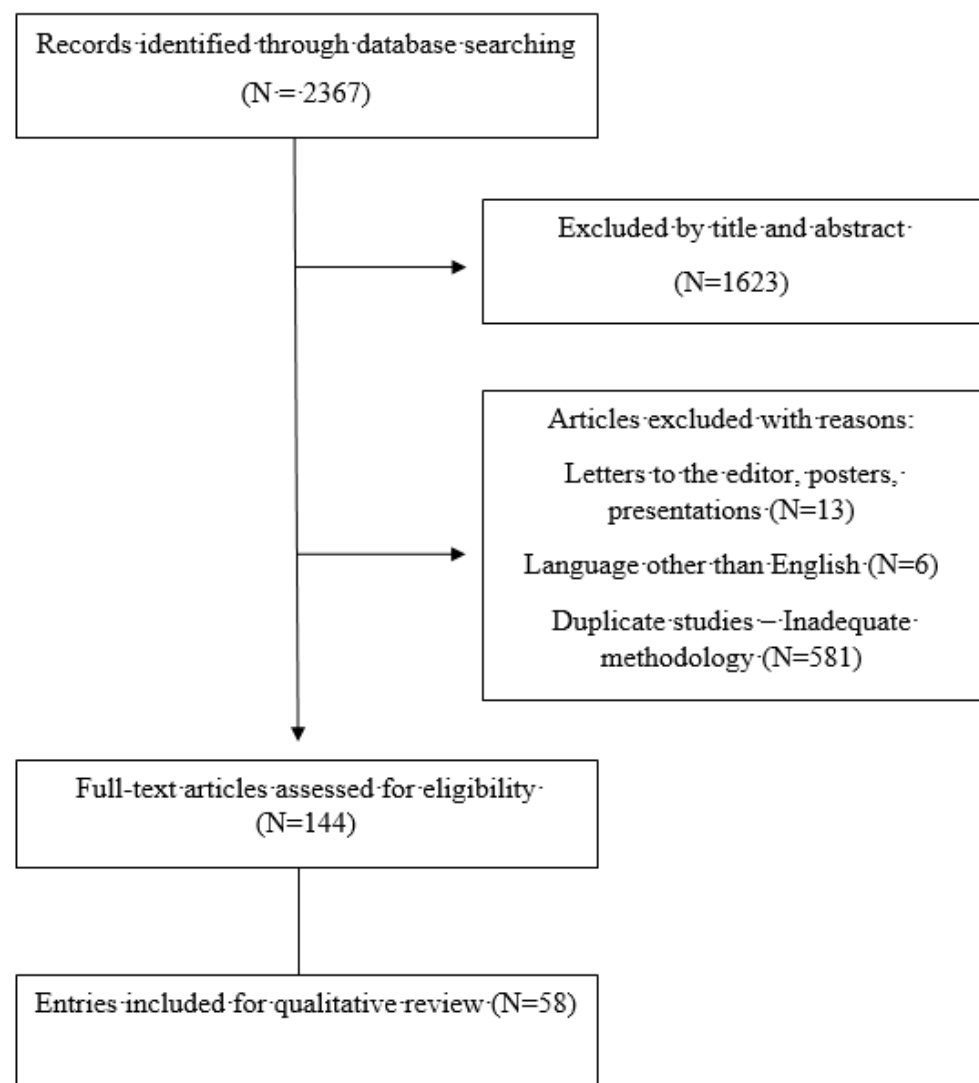 Records·identified·through·database·searching
(N·=·2367)
Excluded·by·title·and·abstract·
(N=1623)
Articles·excluded·with·reasons:
Letters·to·the·editor,·posters,·
presentations·(N=13)
Language·other·than·English·(N=6)
Duplicate·studies·–·Inadequate·
methodology·(N=581)
Full-text·articles·assessed·for·eligibility·
(N=144)
Entries·included·for·qualitative·review·(N=58)